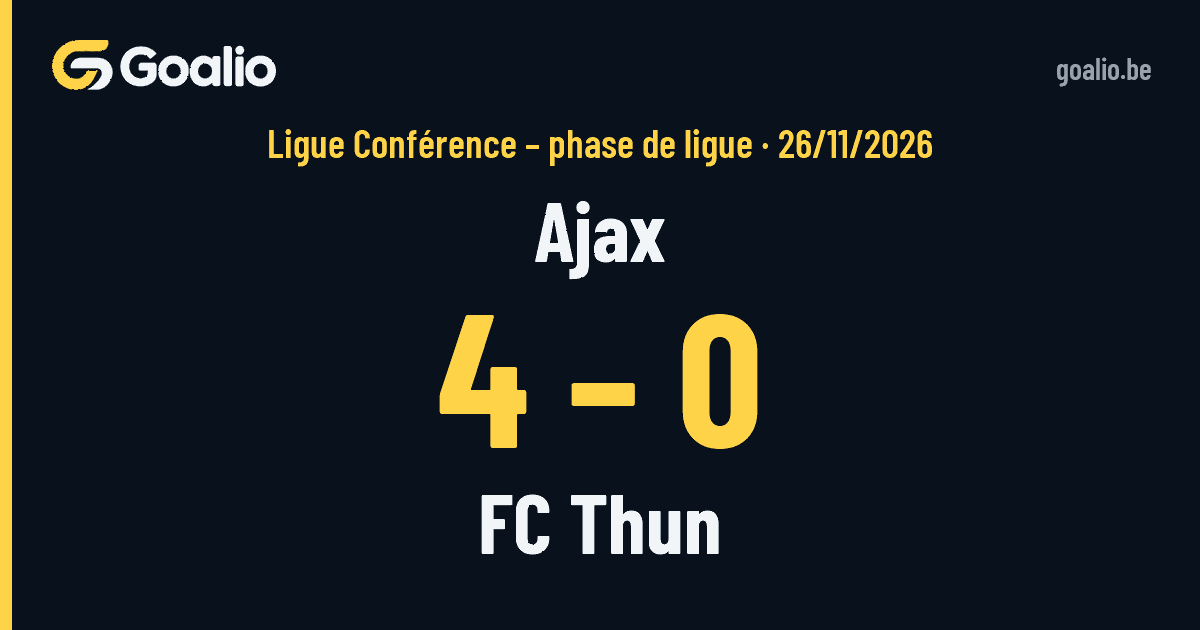 Goalio
goalio.be
Ligue Conférence – phase de ligue · 26/11/2026
Ajax
4 – 0
FC Thun